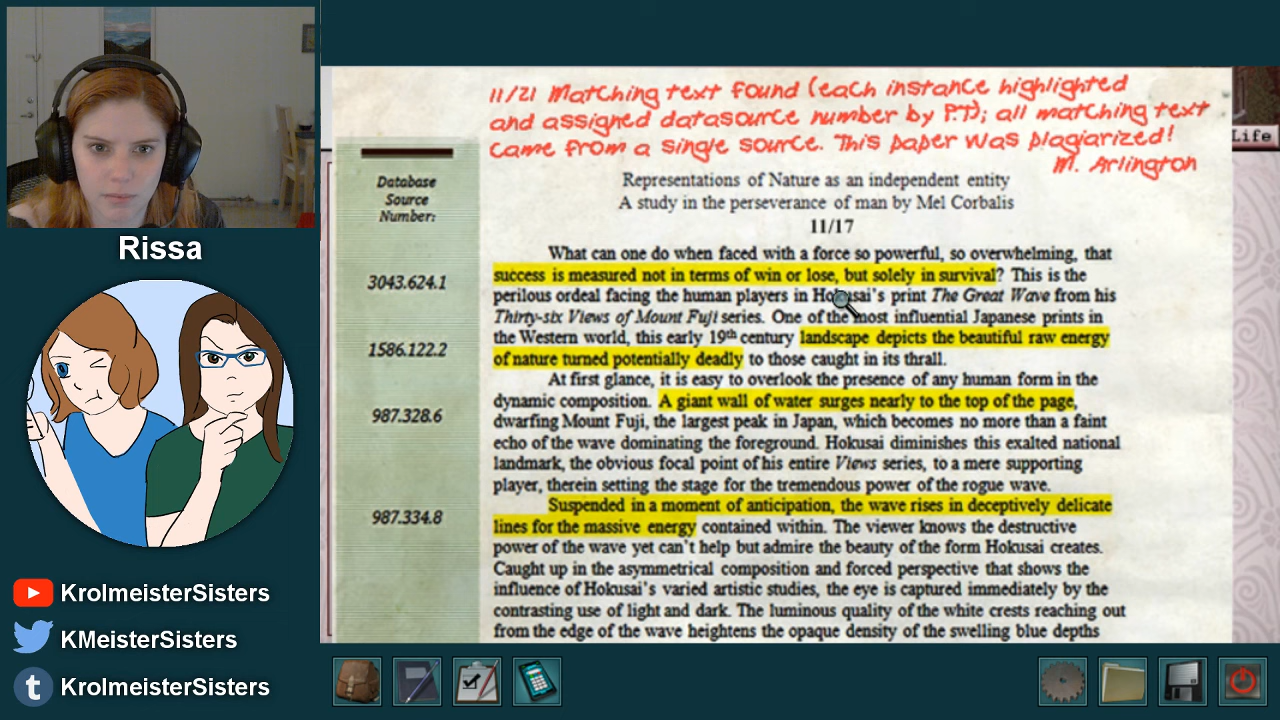 Rissa
KrolmeisterSisters
KMeisterSisters
KrolmeisterSisters
11/21 Matching text found (each instance highlighted
and assigned datasource number by P.T.); all matching text
came from a single source. This paper was plagiarized!
M. Arlington
Life
Database
Source
Number:
3043.624.1
1586.122.2
987.328.6
987.334.8
Representations of Nature as an independent entity
A study in the perseverance of man by Mel Corbalis
11/17
What can one do when faced with a force so powerful, so overwhelming, that
success is measured not in terms of win or lose, but solely in survival? This is the
perilous ordeal facing the human players in Hokusai's print The Great Wave from his
Thirty-six Views of Mount Fuji series. One of the most influential Japanese prints in
the Western world, this early 19th century landscape depicts the beautiful raw energy
of nature turned potentially deadly to those caught in its thrall.
At first glance, it is easy to overlook the presence of any human form in the
dynamic composition. A giant wall of water surges nearly to the top of the page,
dwarfing Mount Fuji, the largest peak in Japan, which becomes no more than a faint
echo of the wave dominating the foreground. Hokusai diminishes this exalted national
landmark, the obvious focal point of his entire Views series, to a mere supporting
player, therein setting the stage for the tremendous power of the rogue wave.
Suspended in a moment of anticipation, the wave rises in deceptively delicate
lines for the massive energy contained within. The viewer knows the destructive
power of the wave yet can't help but admire the beauty of the form Hokusai creates.
Caught up in the asymmetrical composition and forced perspective that shows the
influence of Hokusai's varied artistic studies, the eye is captured immediately by the
contrasting use of light and dark. The luminous quality of the white crests reaching out
from the edge of the wave heightens the opaque density of the swelling blue depths